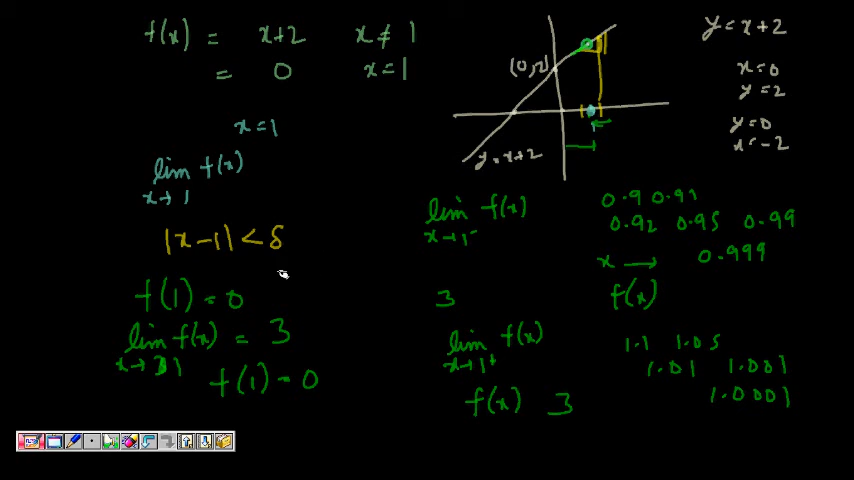 f(x) = x+2 x≠1
= 0 x=1
x=1
lim f(x)
x→1
|x-1| < δ
f(1) = 0
lim f(x) = 3
x→1
f(1) = 0
(0,2)
1
y=x+2
y=x+2
x=0
y=2
y=0
x=-2
lim f(x)
x→1⁻
3
0.9 0.91
0.92 0.95 0.99
x → 0.999
f(x)
lim f(x)
x→1⁺
f(x) 3
1.1 1.05
1.01 1.001
1.0001